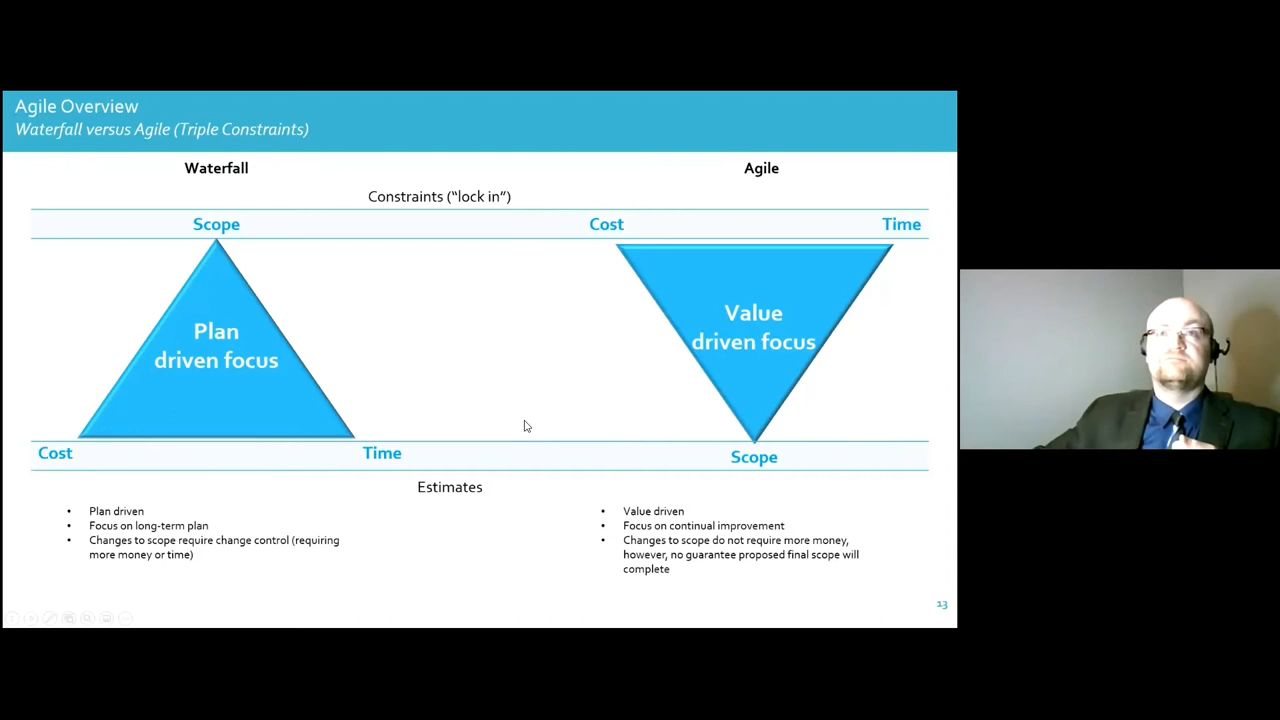 Agile Overview
Waterfall versus Agile (Triple Constraints)
Waterfall
Agile
Constraints (“lock in”)
Scope
Cost
Time
Plan
driven focus
Value
driven focus
Cost
Time
Scope
Estimates
• Plan driven
• Focus on long-term plan
• Changes to scope require change control (requiring
more money or time)
• Value driven
• Focus on continual improvement
• Changes to scope do not require more money,
however, no guarantee proposed final scope will
complete
13